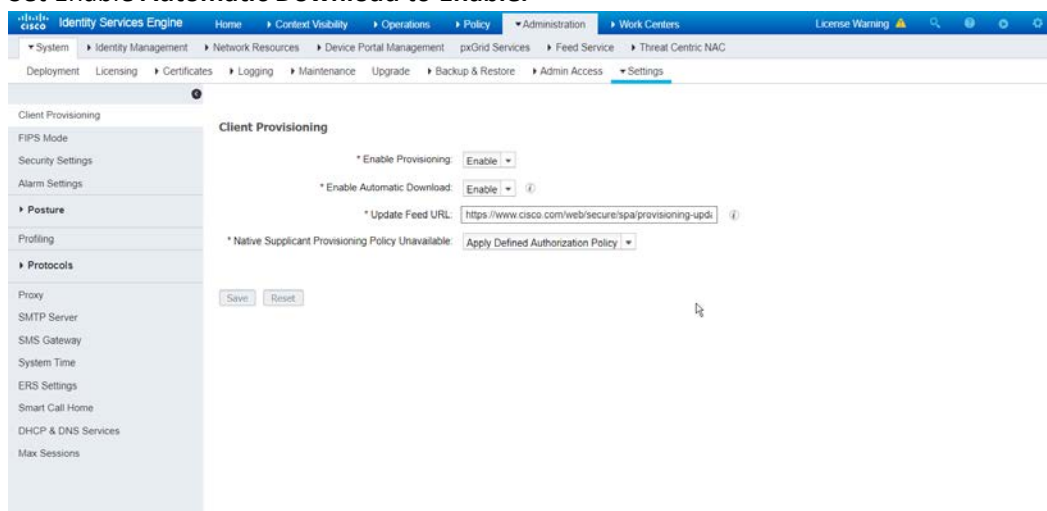 Set Enable Automatic Download to Enable.
cisco Identity Services Engine Home Context Visibility Operations Policy Administration Work Centers License Warning
System Identity Management Network Resources Device Portal Management pxGrid Services Feed Service Threat Centric NAC
Deployment Licensing Certificates Logging Maintenance Upgrade Backup & Restore Admin Access Settings
Client Provisioning
FIPS Mode
Security Settings
Alarm Settings
Posture
Profiling
Protocols
Proxy
SMTP Server
SMS Gateway
System Time
ERS Settings
Smart Call Home
DHCP & DNS Services
Max Sessions
Client Provisioning
* Enable Provisioning: Enable
* Enable Automatic Download: Enable
* Update Feed URL: https://www.cisco.com/web/secure/spa/provisioning-upda
* Native Supplicant Provisioning Policy Unavailable: Apply Defined Authorization Policy
Save Reset